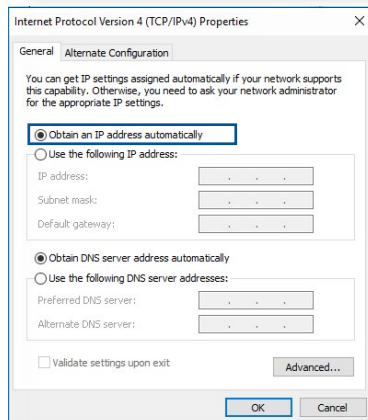 Internet Protocol Version 4 (TCP/IPv4) Properties
General
Alternate Configuration
You can get IP settings assigned automatically if your network supports
this capability. Otherwise, you need to ask your network administrator
for the appropriate IP settings.
Obtain an IP address automatically
Use the following IP address:
IP address:
Subnet mask:
Default gateway:
Obtain DNS server address automatically
Use the following DNS server addresses:
Preferred DNS server:
Alternate DNS server:
Validate settings upon exit
Advanced...
OK
Cancel